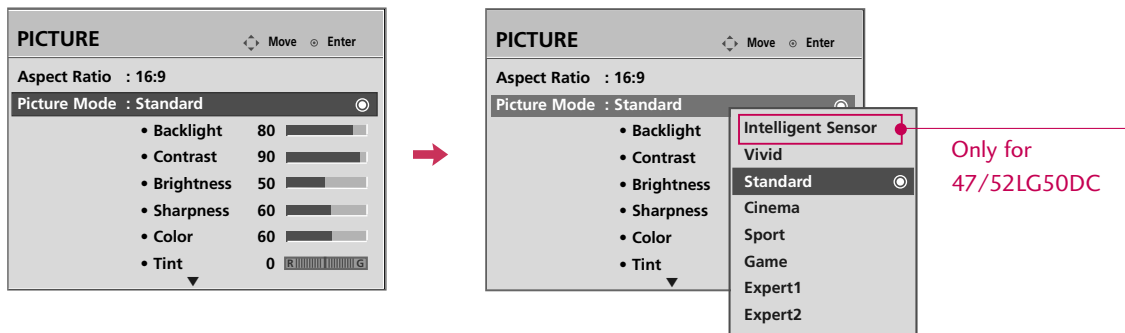 PICTURE Move Enter
Aspect Ratio : 16:9
Picture Mode : Standard
• Backlight 80
• Contrast 90
• Brightness 50
• Sharpness 60
• Color 60
• Tint 0 R G
PICTURE Move Enter
Aspect Ratio : 16:9
Picture Mode : Standard
• Backlight
• Contrast
• Brightness
• Sharpness
• Color
• Tint
Intelligent Sensor
Vivid
Standard
Cinema
Sport
Game
Expert1
Expert2
Only for
47/52LG50DC